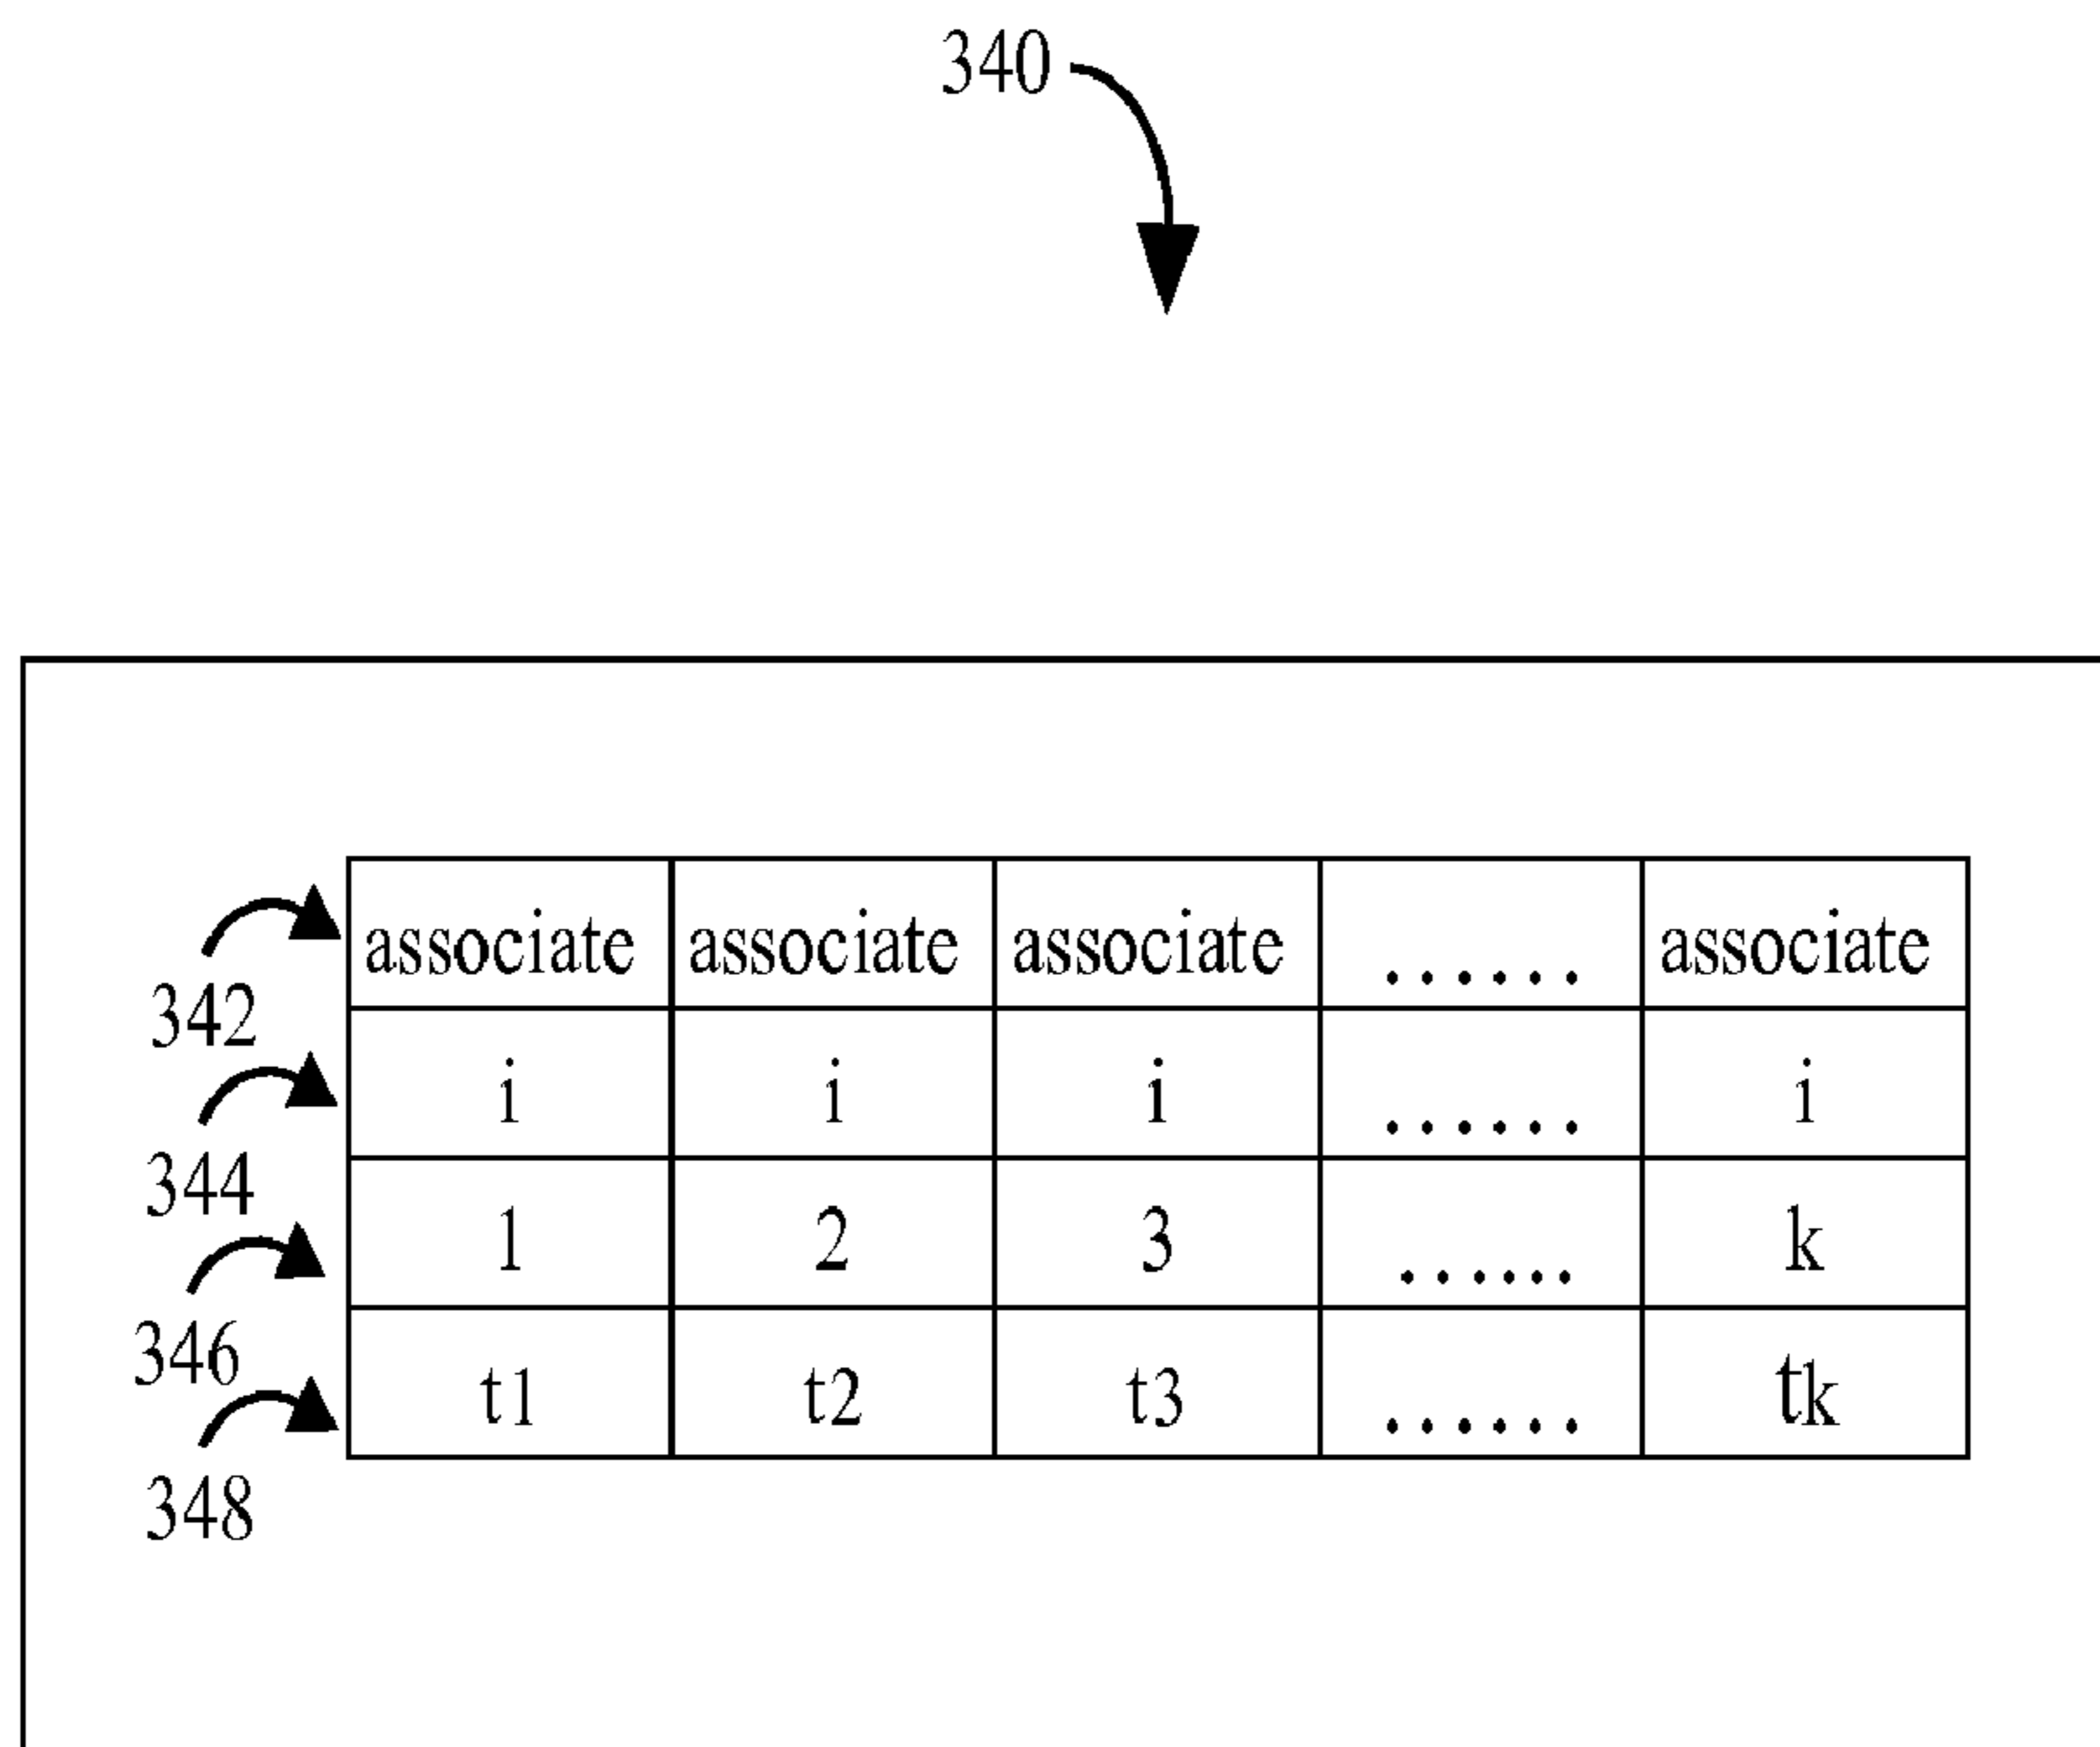 340
associate associate associate ...... associate
342
i i i ...... i
344
1 2 3 ...... k
346
t1 t2 t3 ...... tk
348